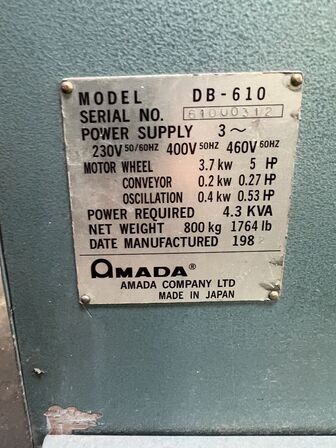 MODEL DB-610
SERIAL NO. 61000312
POWER SUPPLY 3~
230V 50/60HZ 400V 50HZ 460V 60HZ
MOTOR WHEEL 3.7 kw 5 HP
CONVEYOR 0.2 kw 0.27 HP
OSCILLATION 0.4 kw 0.53 HP
POWER REQUIRED 4.3 KVA
NET WEIGHT 800kg 1764 lb
DATE MANUFACTURED 198
AMADA®
AMADA COMPANY LTD
MADE IN JAPAN